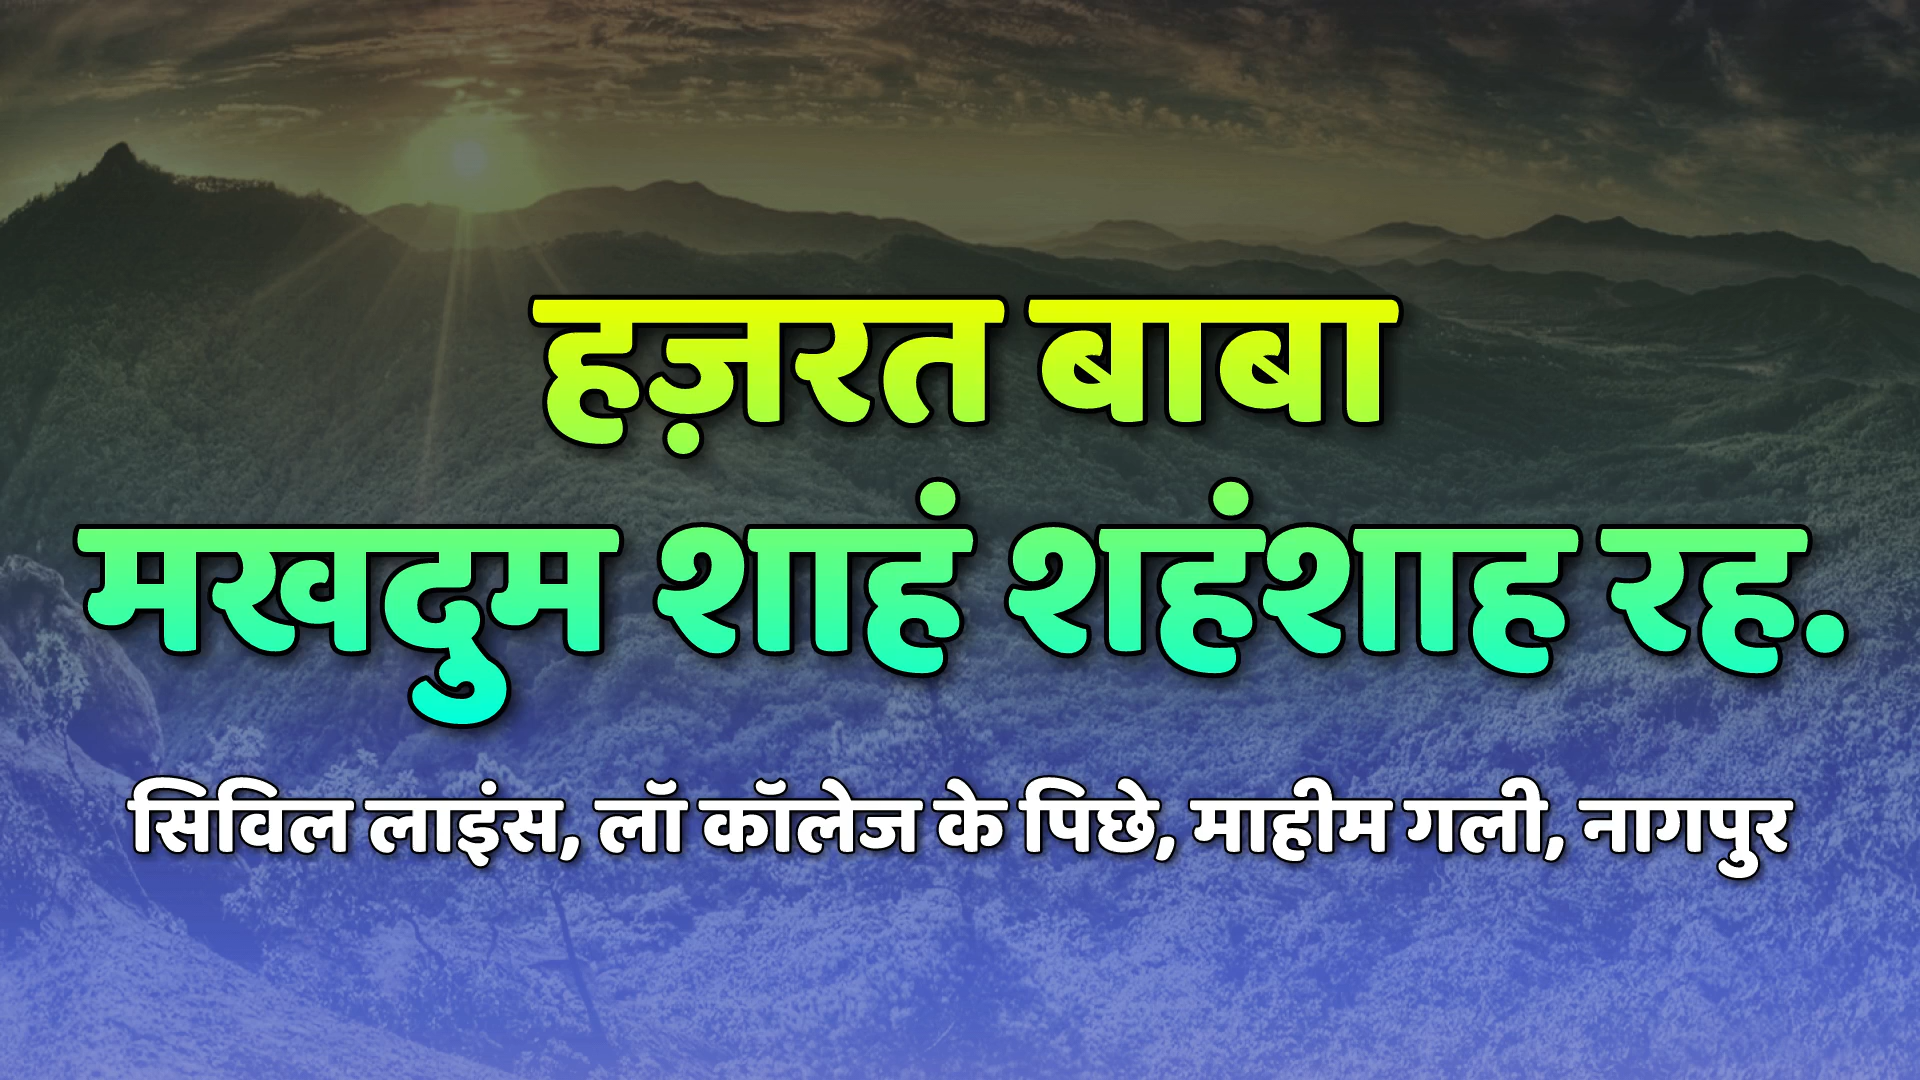 हज़रत बाबा
मखदुम शाहं शहंशाह रह.
सिविल लाइंस, लॉ कॉलेज के पिछे, माहीम गली, नागपुर